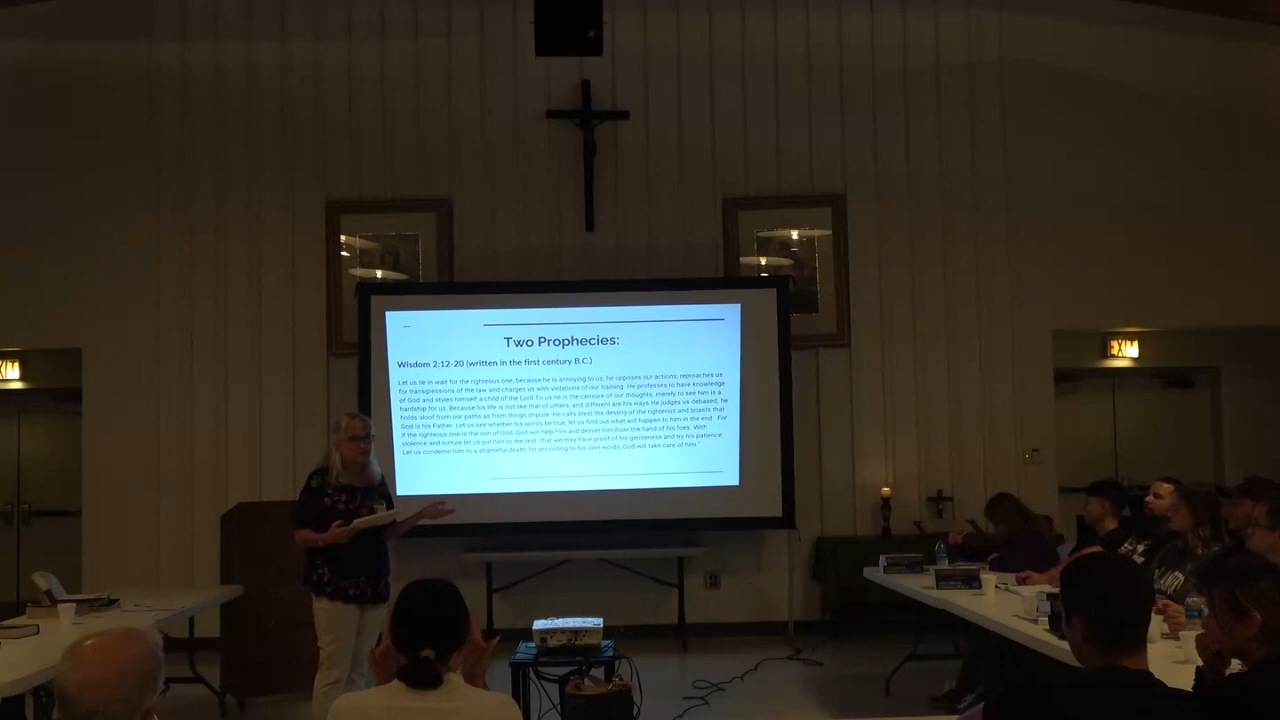 Two Prophecies:
Wisdom 2:12-20 (written in the first century B.C.)
Let us lie in wait for the righteous one, because he is annoying to us; he opposes our actions, reproaches us
for transgressions of the law and charges us with violations of our training. He professes to have knowledge
of God and styles himself a child of the Lord.To us he is the censure of our thoughts; merely to see him is a
hardship for us, Because his life is not like that of others, and different are his ways.He judges us debased; he
holds aloof from our paths as from things impure. He calls blest the destiny of the righteous and boasts that
God is his Father. Let us see whether his words be true; let us find out what will happen to him in the end. For
if the righteous one is the son of God, God will help him and deliver him from the hand of his foes. With
violence and torture let us put him to the test that we may have proof of his gentleness and try his patience.
Let us condemn him to a shameful death; for according to his own words, God will take care of him."
EXIT